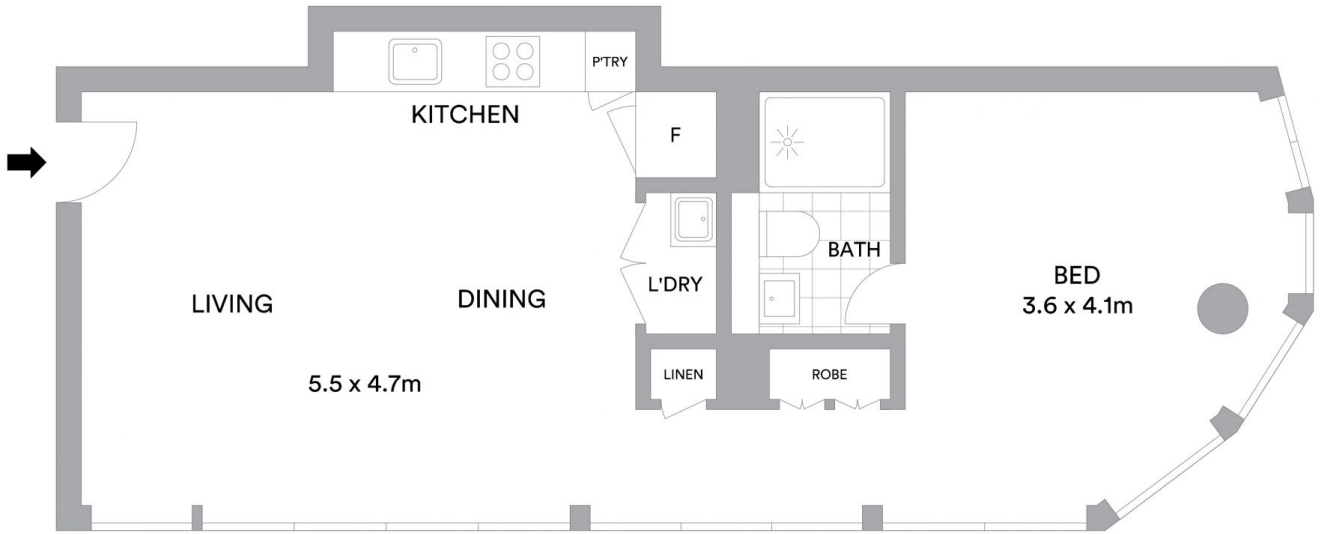 P'TRY
KITCHEN
F
BATH
L'DRY
BED
3.6 x 4.1m
LIVING
DINING
5.5 x 4.7m
LINEN
ROBE